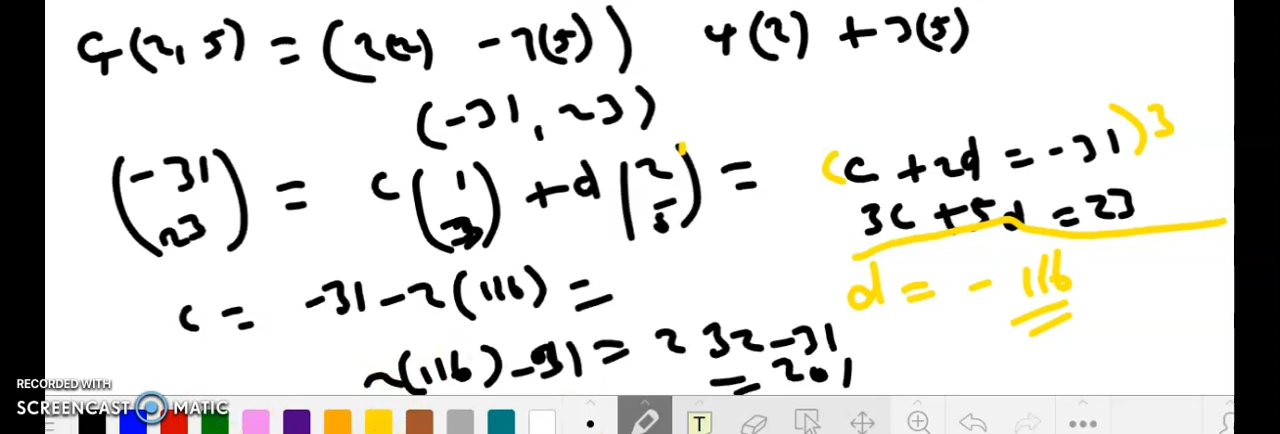 G(2, 5) = (2(2) - 7(5)) 4(2) + 3(5)
(-31, 23)
(-31 23) = c(1 3) + d(2 5) =
(c + 2d = -31)3
3c + 5d = 23
d = -116
c = -31 - 2(116) =
2(116) - 31 = 232 - 31
= 201
RECORDED WITH
SCREENCAST MATIC
T